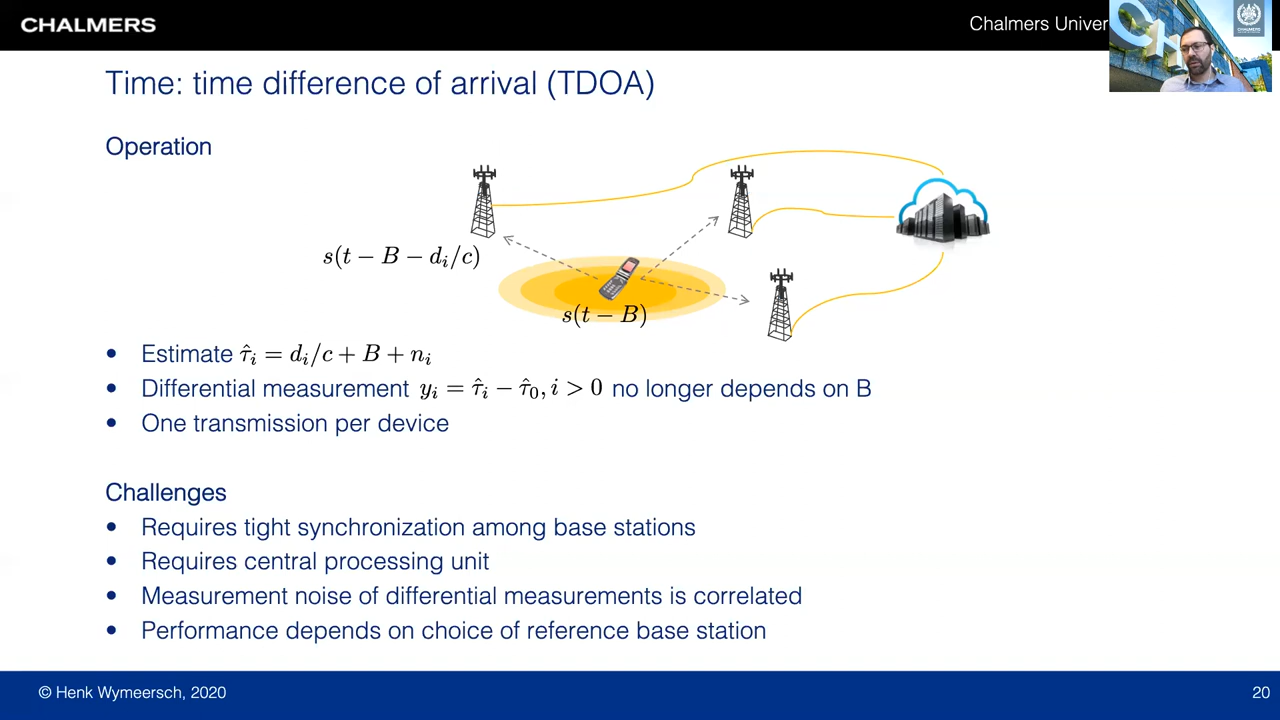 CHALMERS
Chalmers Univer
CHALMERS
Time: time difference of arrival (TDOA)
Operation
s(t − B − dᵢ/c)
s(t − B)
• Estimate τ̂ᵢ = dᵢ/c + B + nᵢ
• Differential measurement yᵢ = τ̂ᵢ − τ̂₀, i > 0 no longer depends on B
• One transmission per device
Challenges
• Requires tight synchronization among base stations
• Requires central processing unit
• Measurement noise of differential measurements is correlated
• Performance depends on choice of reference base station
© Henk Wymeersch, 2020
20